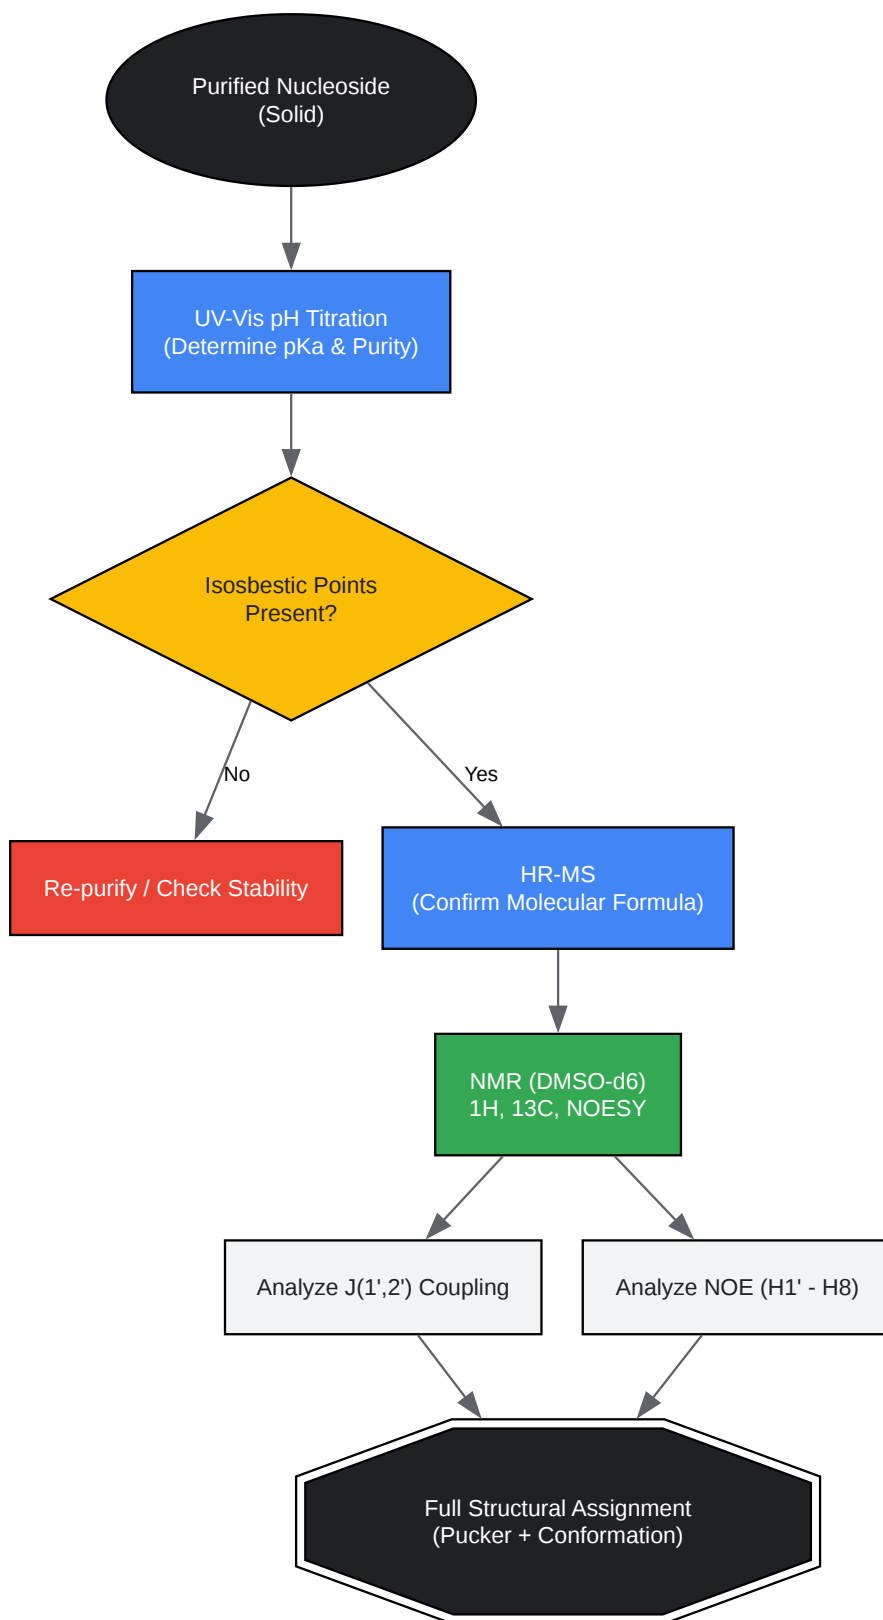 Purified Nucleoside
(Solid)
UV-Vis pH Titration
(Determine pKa & Purity)
Isosbestic Points
Present?
No
Yes
Re-purify / Check Stability
HR-MS
(Confirm Molecular Formula)
NMR (DMSO-d6)
1H, 13C, NOESY
Analyze J(1',2') Coupling
Analyze NOE (H1' - H8)
Full Structural Assignment
(Pucker + Conformation)